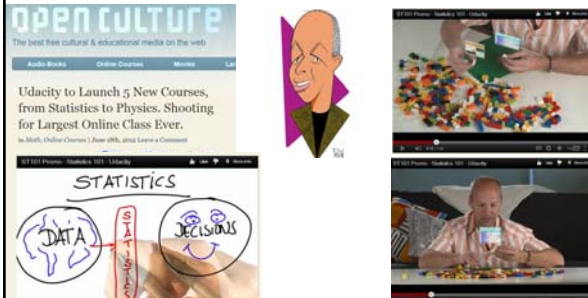 OPEN CULTURE
The best free cultural & educational media on the web
Audio Books Online Courses Movies
Udacity to Launch 5 New Courses,
from Statistics to Physics. Shooting
for Largest Online Class Ever.
in Math, Online Courses | June 18th, 2012 Leave a Comment
ST101 Promo - Statistics 101 - Udacity
STATISTICS
DATA
STATISTICS
DECISIONS
ST101 Promo - Statistics 101 - Udacity
ST101 Promo - Statistics 101 - Udacity